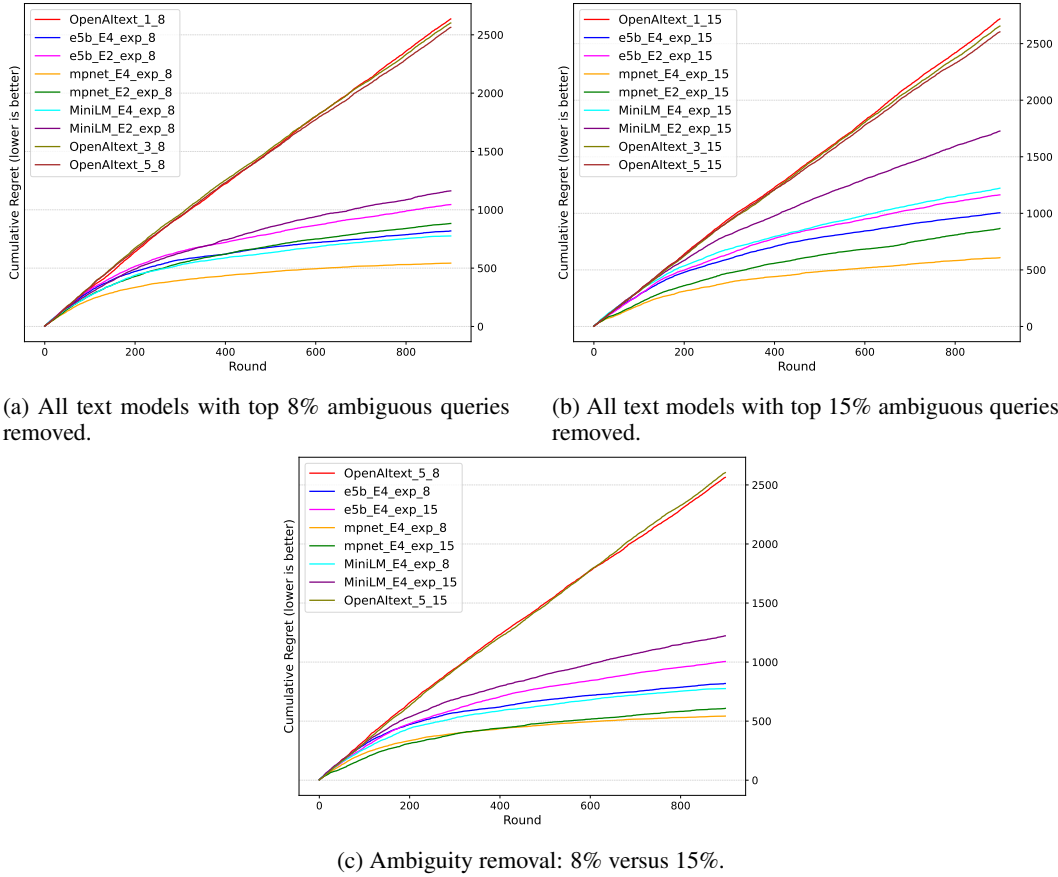 OpenAItext_1_8
e5b_E4_exp_8
e5b_E2_exp_8
mpnet_E4_exp_8
mpnet_E2_exp_8
MiniLM_E4_exp_8
MiniLM_E2_exp_8
OpenAItext_3_8
OpenAItext_5_8
Cumulative Regret (lower is better)
2500
2000
1500
1000
500
0
0 200 400 600 800
Round
(a) All text models with top 8% ambiguous queries
removed.
OpenAItext_1_15
e5b_E4_exp_15
e5b_E2_exp_15
mpnet_E4_exp_15
mpnet_E2_exp_15
MiniLM_E4_exp_15
MiniLM_E2_exp_15
OpenAItext_3_15
OpenAItext_5_15
Cumulative Regret (lower is better)
2500
2000
1500
1000
500
0
0 200 400 600 800
Round
(b) All text models with top 15% ambiguous queries
removed.
OpenAItext_5_8
e5b_E4_exp_8
e5b_E4_exp_15
mpnet_E4_exp_8
mpnet_E4_exp_15
MiniLM_E4_exp_8
MiniLM_E4_exp_15
OpenAItext_5_15
Cumulative Regret (lower is better)
2500
2000
1500
1000
500
0
0 200 400 600 800
Round
(c) Ambiguity removal: 8% versus 15%.